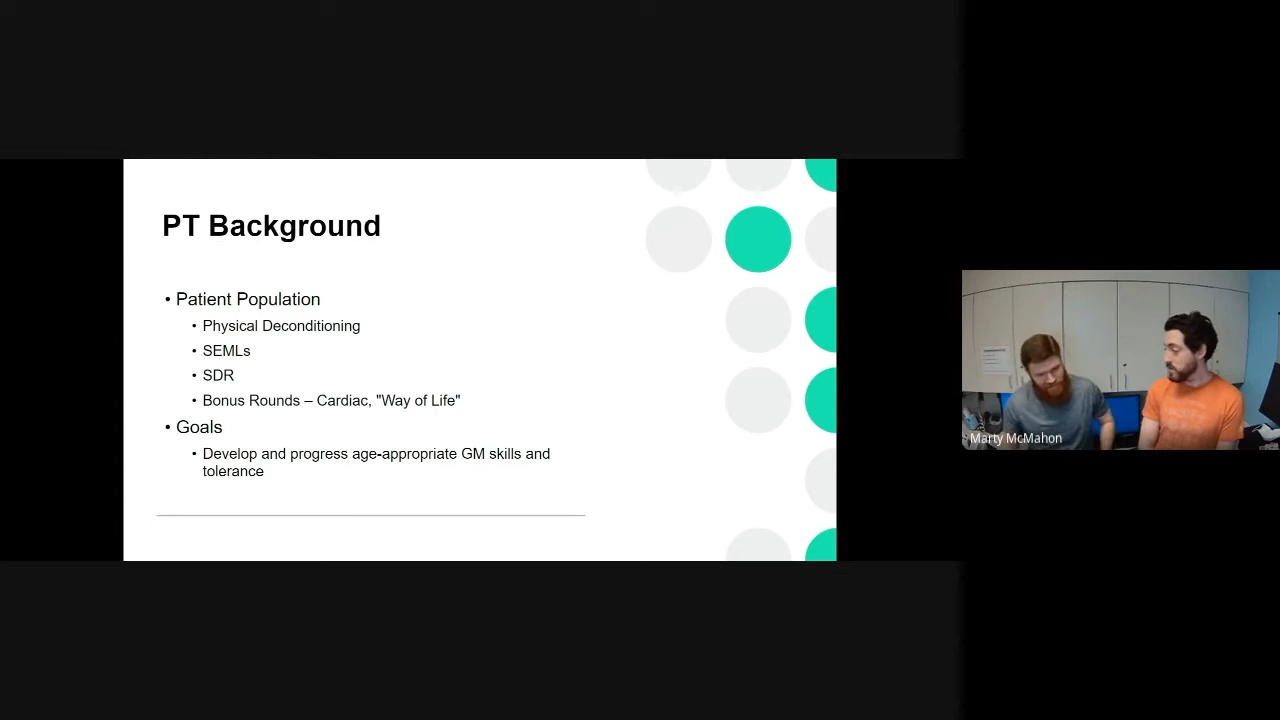 PT Background
• Patient Population
• Physical Deconditioning
• SEMLs
• SDR
• Bonus Rounds – Cardiac, "Way of Life"
• Goals
• Develop and progress age-appropriate GM skills and
tolerance
Marty McMahon